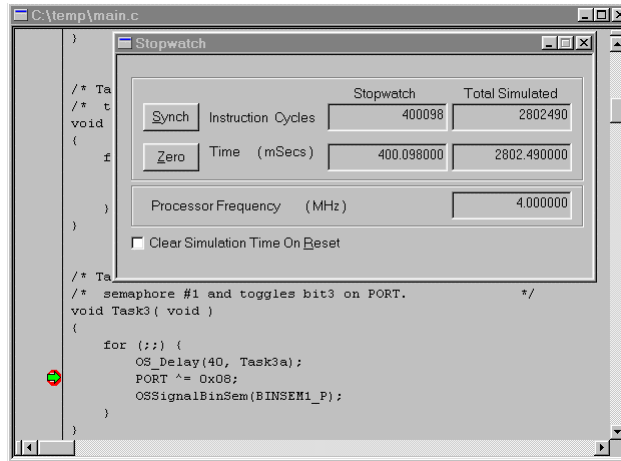 C:\temp\main.c
}
Stopwatch
/* Ta
/* t
void
{
f
}
}
Stopwatch Total Simulated
Synch Instruction Cycles 400098 2802490
Zero Time (mSecs) 400.098000 2802.490000
Processor Frequency (MHz) 4.000000
Clear Simulation Time On Reset
/* Ta
/* semaphore #1 and toggles bit3 on PORT. */
void Task3( void )
{
for (;;) {
OS_Delay(40, Task3a);
PORT ^= 0x08;
OSSignalBinSem(BINSEM1_P);
}
}